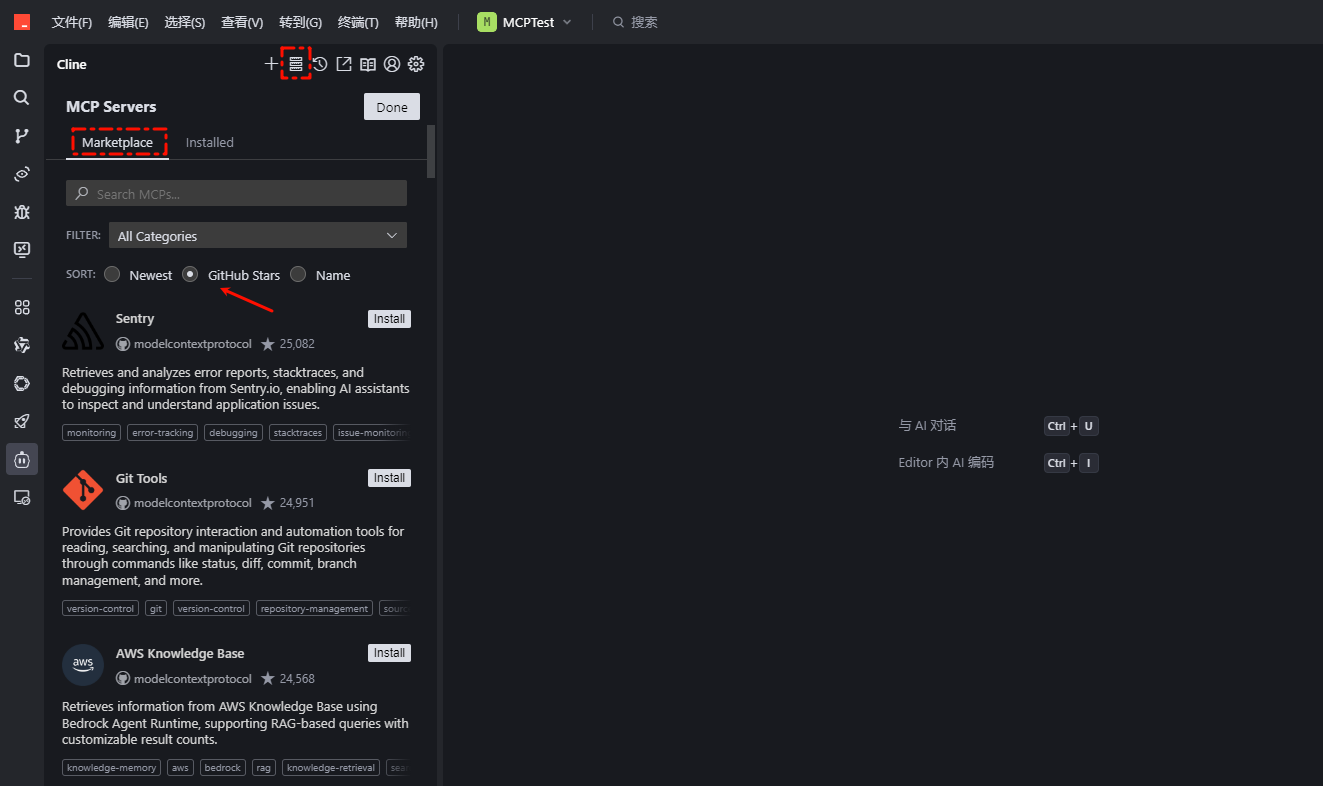 文件(F) 编辑(E) 选择(S) 查看(V) 转到(G) 终端(T) 帮助(H) M MCPTest 搜索
Cline
MCP Servers Done
Marketplace Installed
Search MCPs...
FILTER: All Categories
SORT: Newest GitHub Stars Name
Sentry Install
modelcontextprotocol 25,082
Retrieves and analyzes error reports, stacktraces, and
debugging information from Sentry.io, enabling AI assistants
to inspect and understand application issues.
monitoring error-tracking debugging stacktraces issue-monitorin
Git Tools Install
modelcontextprotocol 24,951
Provides Git repository interaction and automation tools for
reading, searching, and manipulating Git repositories
through commands like status, diff, commit, branch
management, and more.
version-control git version-control repository-management sourc
aws AWS Knowledge Base Install
modelcontextprotocol 24,568
Retrieves information from AWS Knowledge Base using
Bedrock Agent Runtime, supporting RAG-based queries with
customizable result counts.
knowledge-memory aws bedrock rag knowledge-retrieval sea
与 AI 对话 Ctrl + U
Editor 内 AI 编码 Ctrl + I